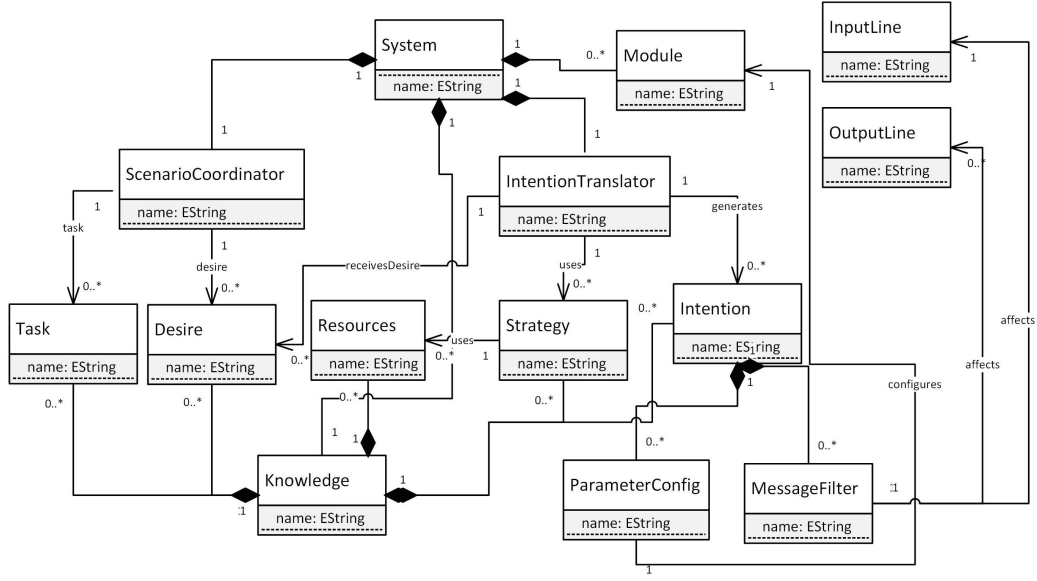 System
name: EString
Module
name: EString
InputLine
name: EString
OutputLine
name: EString
ScenarioCoordinator
name: EString
IntentionTranslator
name: EString
Task
name: EString
Desire
name: EString
Resources
name: EString
Strategy
name: EString
Intention
name: EString
Knowledge
name: EString
ParameterConfig
name: EString
MessageFilter
name: EString
1
1
0..*
1
1
1
1
1
1
0..*
1
task
0..*
1
desire
0..*
1
receivesDesire
0..*
1
uses
0..*
1
generates
0..*
1
uses
0..*
0..*
0..*
0..*
0..*
0..*
1
1
1
1
1
1
0..*
0..*
configures
1
affects
affects
1
1